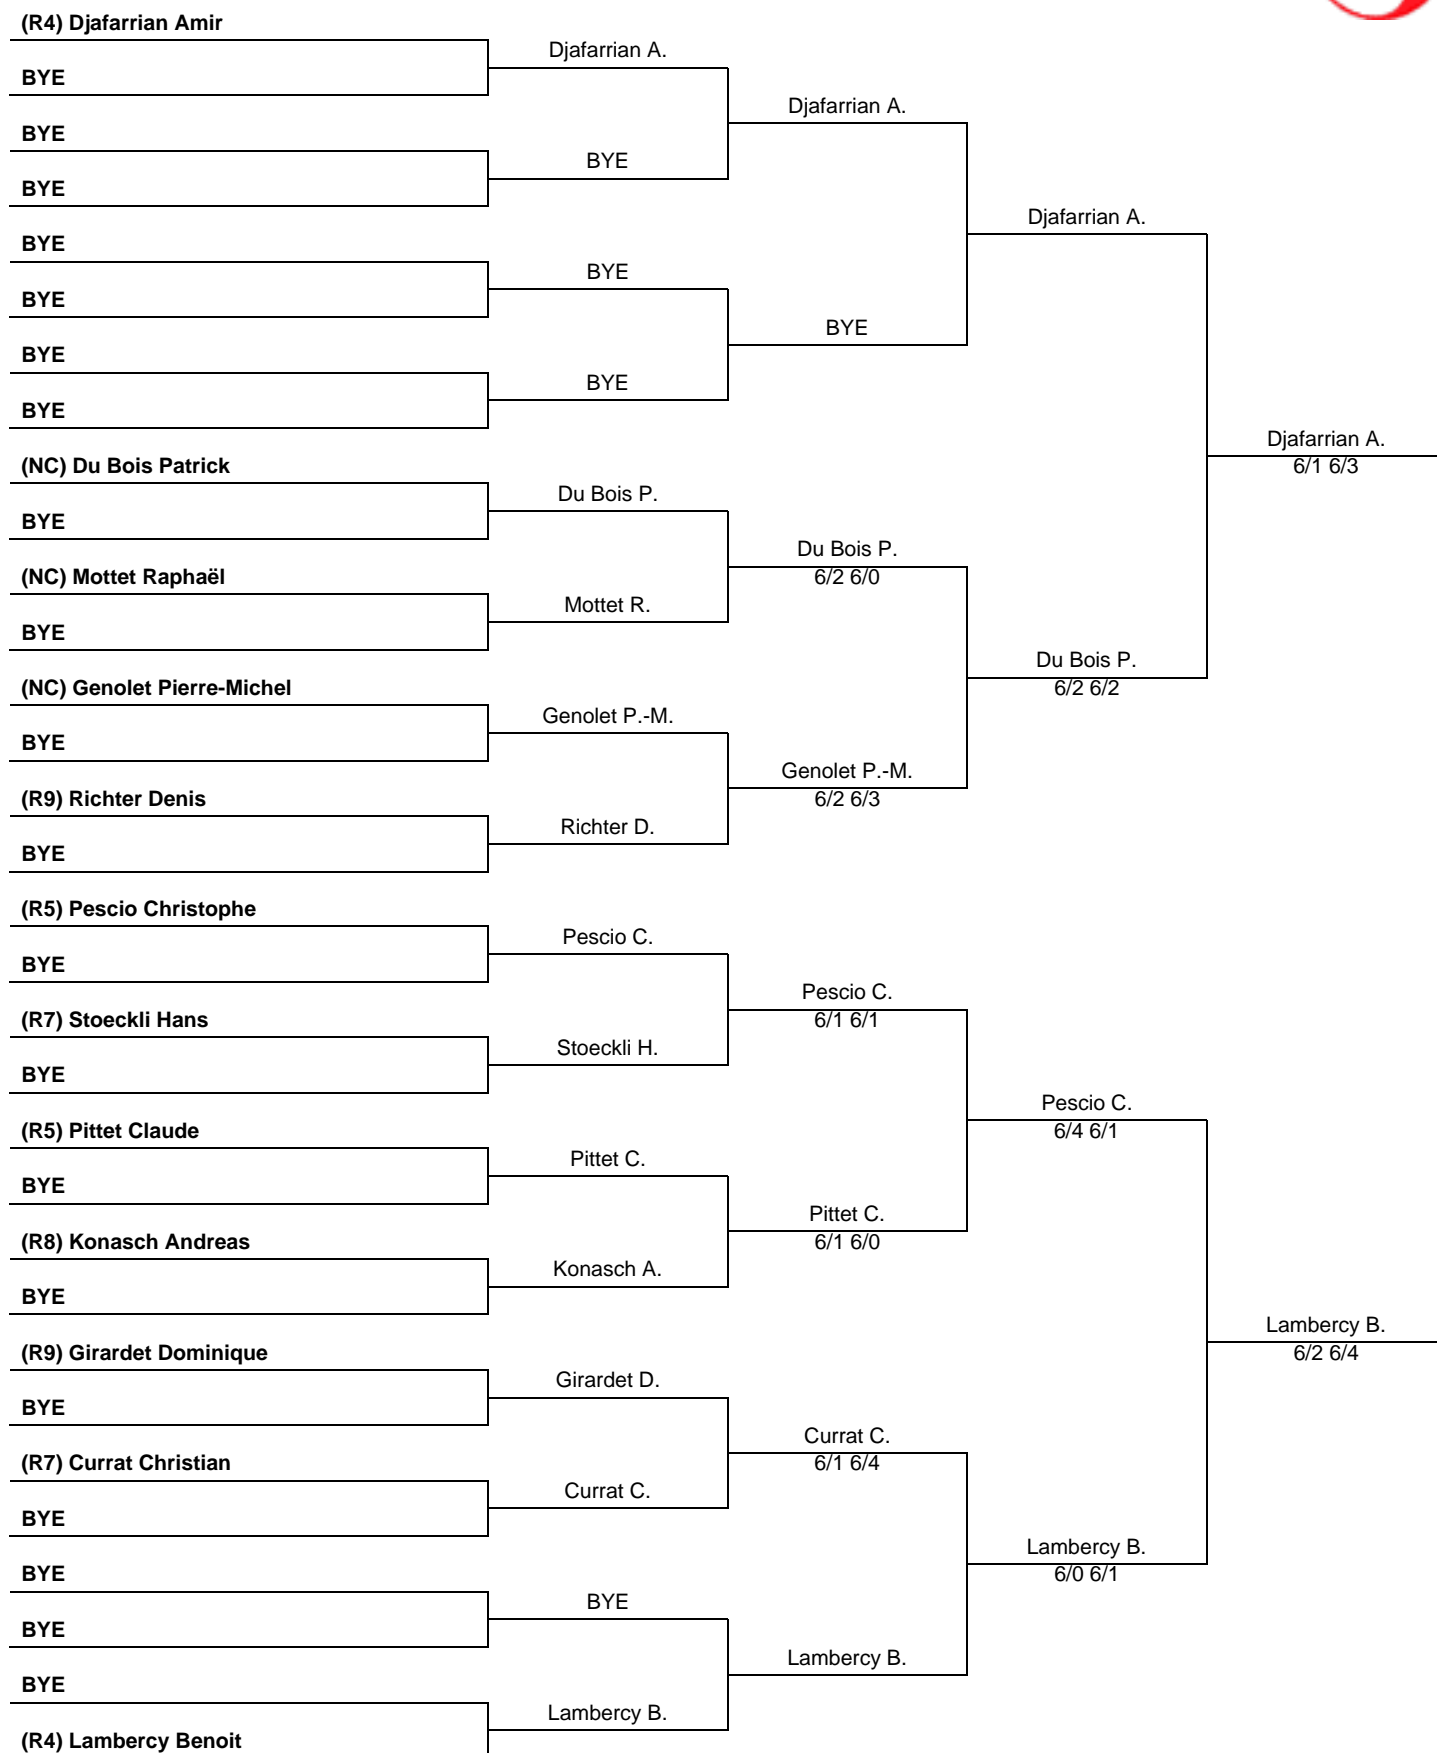 (R4) Djafarrian Amir
Djafarrian A.
BYE
Djafarrian A.
BYE
BYE
BYE
Djafarrian A.
BYE
BYE
BYE
BYE
BYE
BYE
BYE
Djafarrian A.
6/1 6/3
(NC) Du Bois Patrick
Du Bois P.
BYE
Du Bois P.
6/2 6/0
(NC) Mottet Raphaël
Mottet R.
BYE
Du Bois P.
6/2 6/2
(NC) Genolet Pierre-Michel
Genolet P.-M.
BYE
Genolet P.-M.
6/2 6/3
(R9) Richter Denis
Richter D.
BYE
(R5) Pescio Christophe
Pescio C.
BYE
Pescio C.
6/1 6/1
(R7) Stoeckli Hans
Stoeckli H.
BYE
Pescio C.
6/4 6/1
(R5) Pittet Claude
Pittet C.
BYE
Pittet C.
6/1 6/0
(R8) Konasch Andreas
Konasch A.
BYE
Lambercy B.
6/2 6/4
(R9) Girardet Dominique
Girardet D.
BYE
Currat C.
6/1 6/4
(R7) Currat Christian
Currat C.
BYE
Lambercy B.
6/0 6/1
BYE
BYE
BYE
Lambercy B.
BYE
Lambercy B.
(R4) Lambercy Benoit